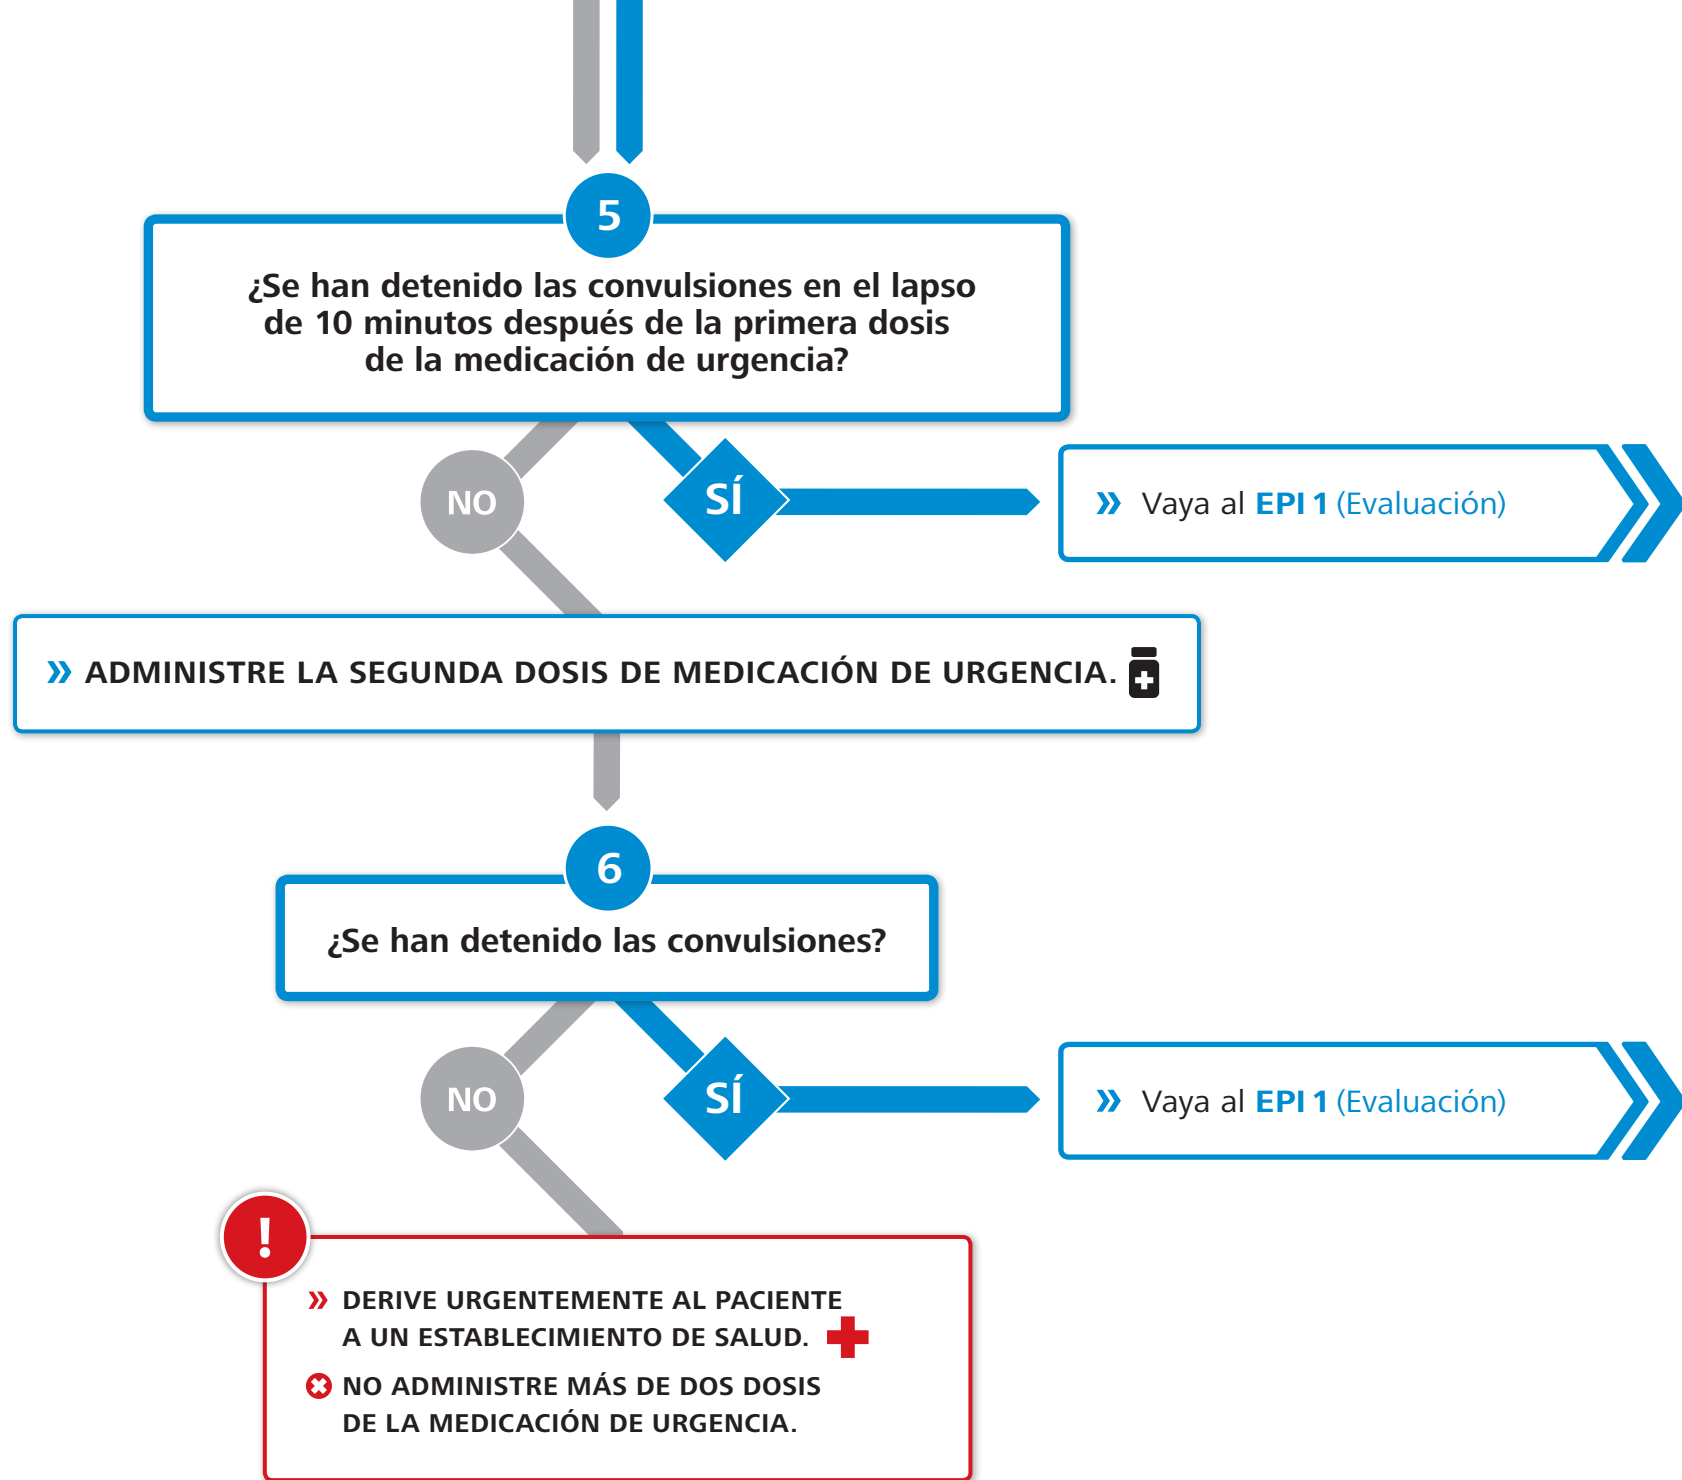 5
¿Se han detenido las convulsiones en el lapso
de 10 minutos después de la primera dosis
de la medicación de urgencia?
NO
SÍ
» Vaya al EPI 1 (Evaluación)
» ADMINISTRE LA SEGUNDA DOSIS DE MEDICACIÓN DE URGENCIA.
6
¿Se han detenido las convulsiones?
NO
SÍ
» Vaya al EPI 1 (Evaluación)
!
» DERIVE URGENTEMENTE AL PACIENTE
A UN ESTABLECIMIENTO DE SALUD.
NO ADMINISTRE MÁS DE DOS DOSIS
DE LA MEDICACIÓN DE URGENCIA.